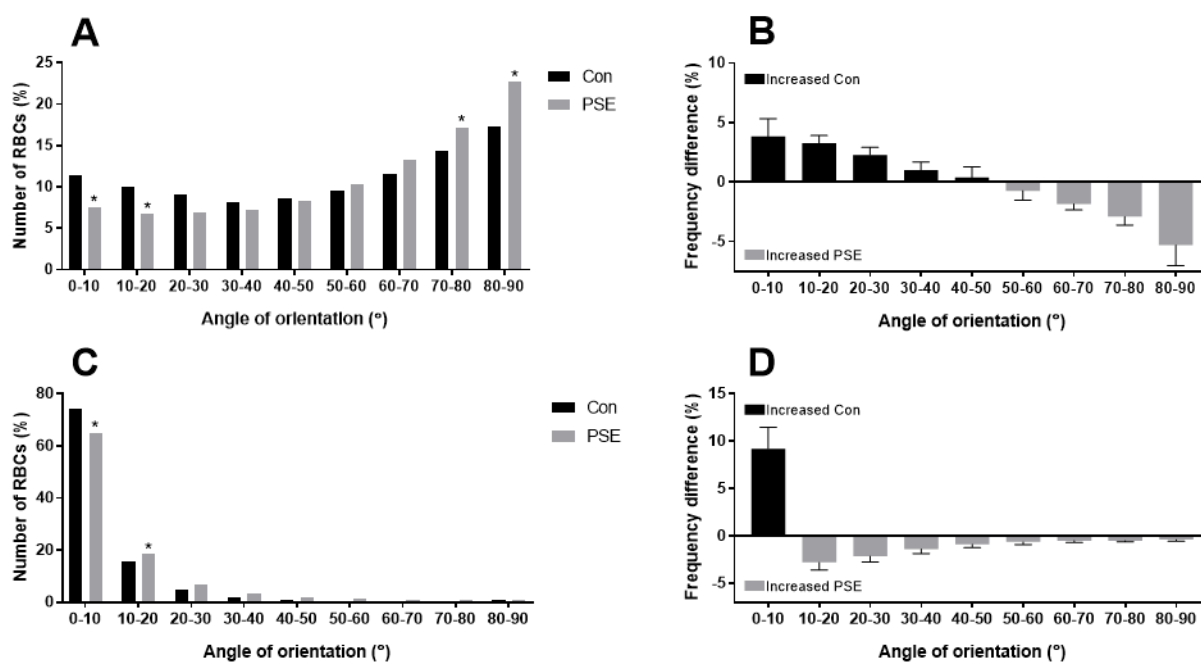 A
Number of RBCs (%)
25
20
15
10
5
0
* * * *
Con
PSE
0-10 10-20 20-30 30-40 40-50 50-60 60-70 70-80 80-90
Angle of orientation (°)
B
Frequency difference (%)
10
5
0
-5
Increased Con
Increased PSE
0-10 10-20 20-30 30-40 40-50 50-60 60-70 70-80 80-90
Angle of orientation (°)
C
Number of RBCs (%)
80
60
40
20
0
* *
Con
PSE
0-10 10-20 20-30 30-40 40-50 50-60 60-70 70-80 80-90
Angle of orientation (°)
D
Frequency difference (%)
15
10
5
0
-5
Increased Con
Increased PSE
0-10 10-20 20-30 30-40 40-50 50-60 60-70 70-80 80-90
Angle of orientation (°)